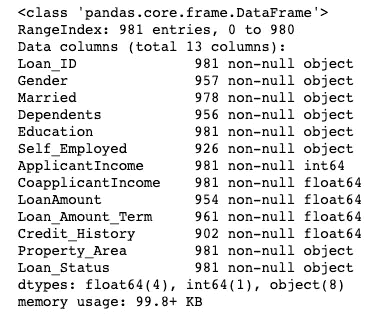 <class 'pandas.core.frame.DataFrame'>
RangeIndex: 981 entries, 0 to 980
Data columns (total 13 columns):
Loan_ID              981 non-null object
Gender               957 non-null object
Married              978 non-null object
Dependents           956 non-null object
Education            981 non-null object
Self_Employed        926 non-null object
ApplicantIncome      981 non-null int64
CoapplicantIncome    981 non-null float64
LoanAmount           954 non-null float64
Loan_Amount_Term     961 non-null float64
Credit_History       902 non-null float64
Property_Area        981 non-null object
Loan_Status          981 non-null object
dtypes: float64(4), int64(1), object(8)
memory usage: 99.8+ KB